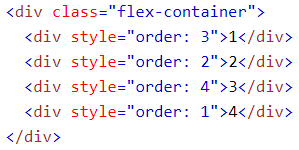 <div class="flex-container">
  <div style="order: 3">1</div>
  <div style="order: 2">2</div>
  <div style="order: 4">3</div>
  <div style="order: 1">4</div>
</div>